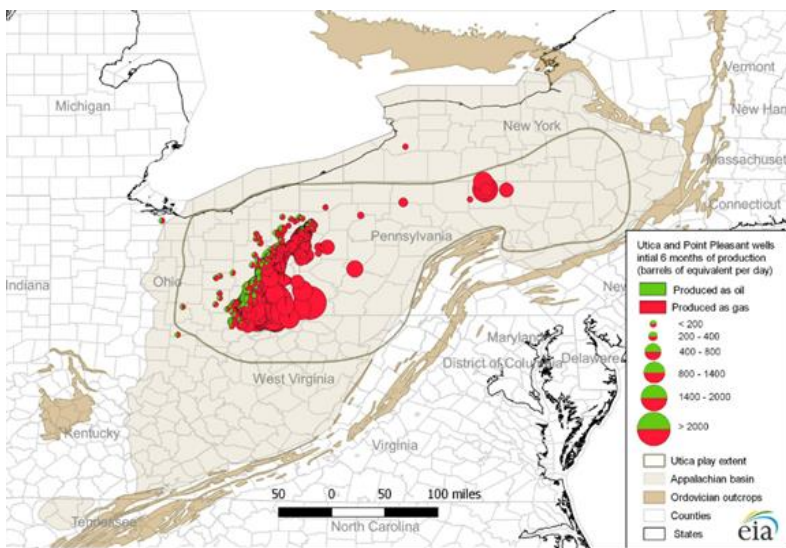 Michigan
Vermont
New York
New Ham
Massachuset
Connecticut
Pennsylvania
Ohio
Indiana
New
Maryland
District of Columbia
Delaware
West Virginia
Kentucky
Virginia
Tennessee
North Carolina
50 0 50 100 miles
Utica and Point Pleasant wells
intial 6 months of production
(barrels of equivalent per day)
Produced as oil
Produced as gas
< 200
200 - 400
400 - 800
800 - 1400
1400 - 2000
> 2000
Utica play extent
Appalachian basin
Ordovician outcrops
Counties
States
eia